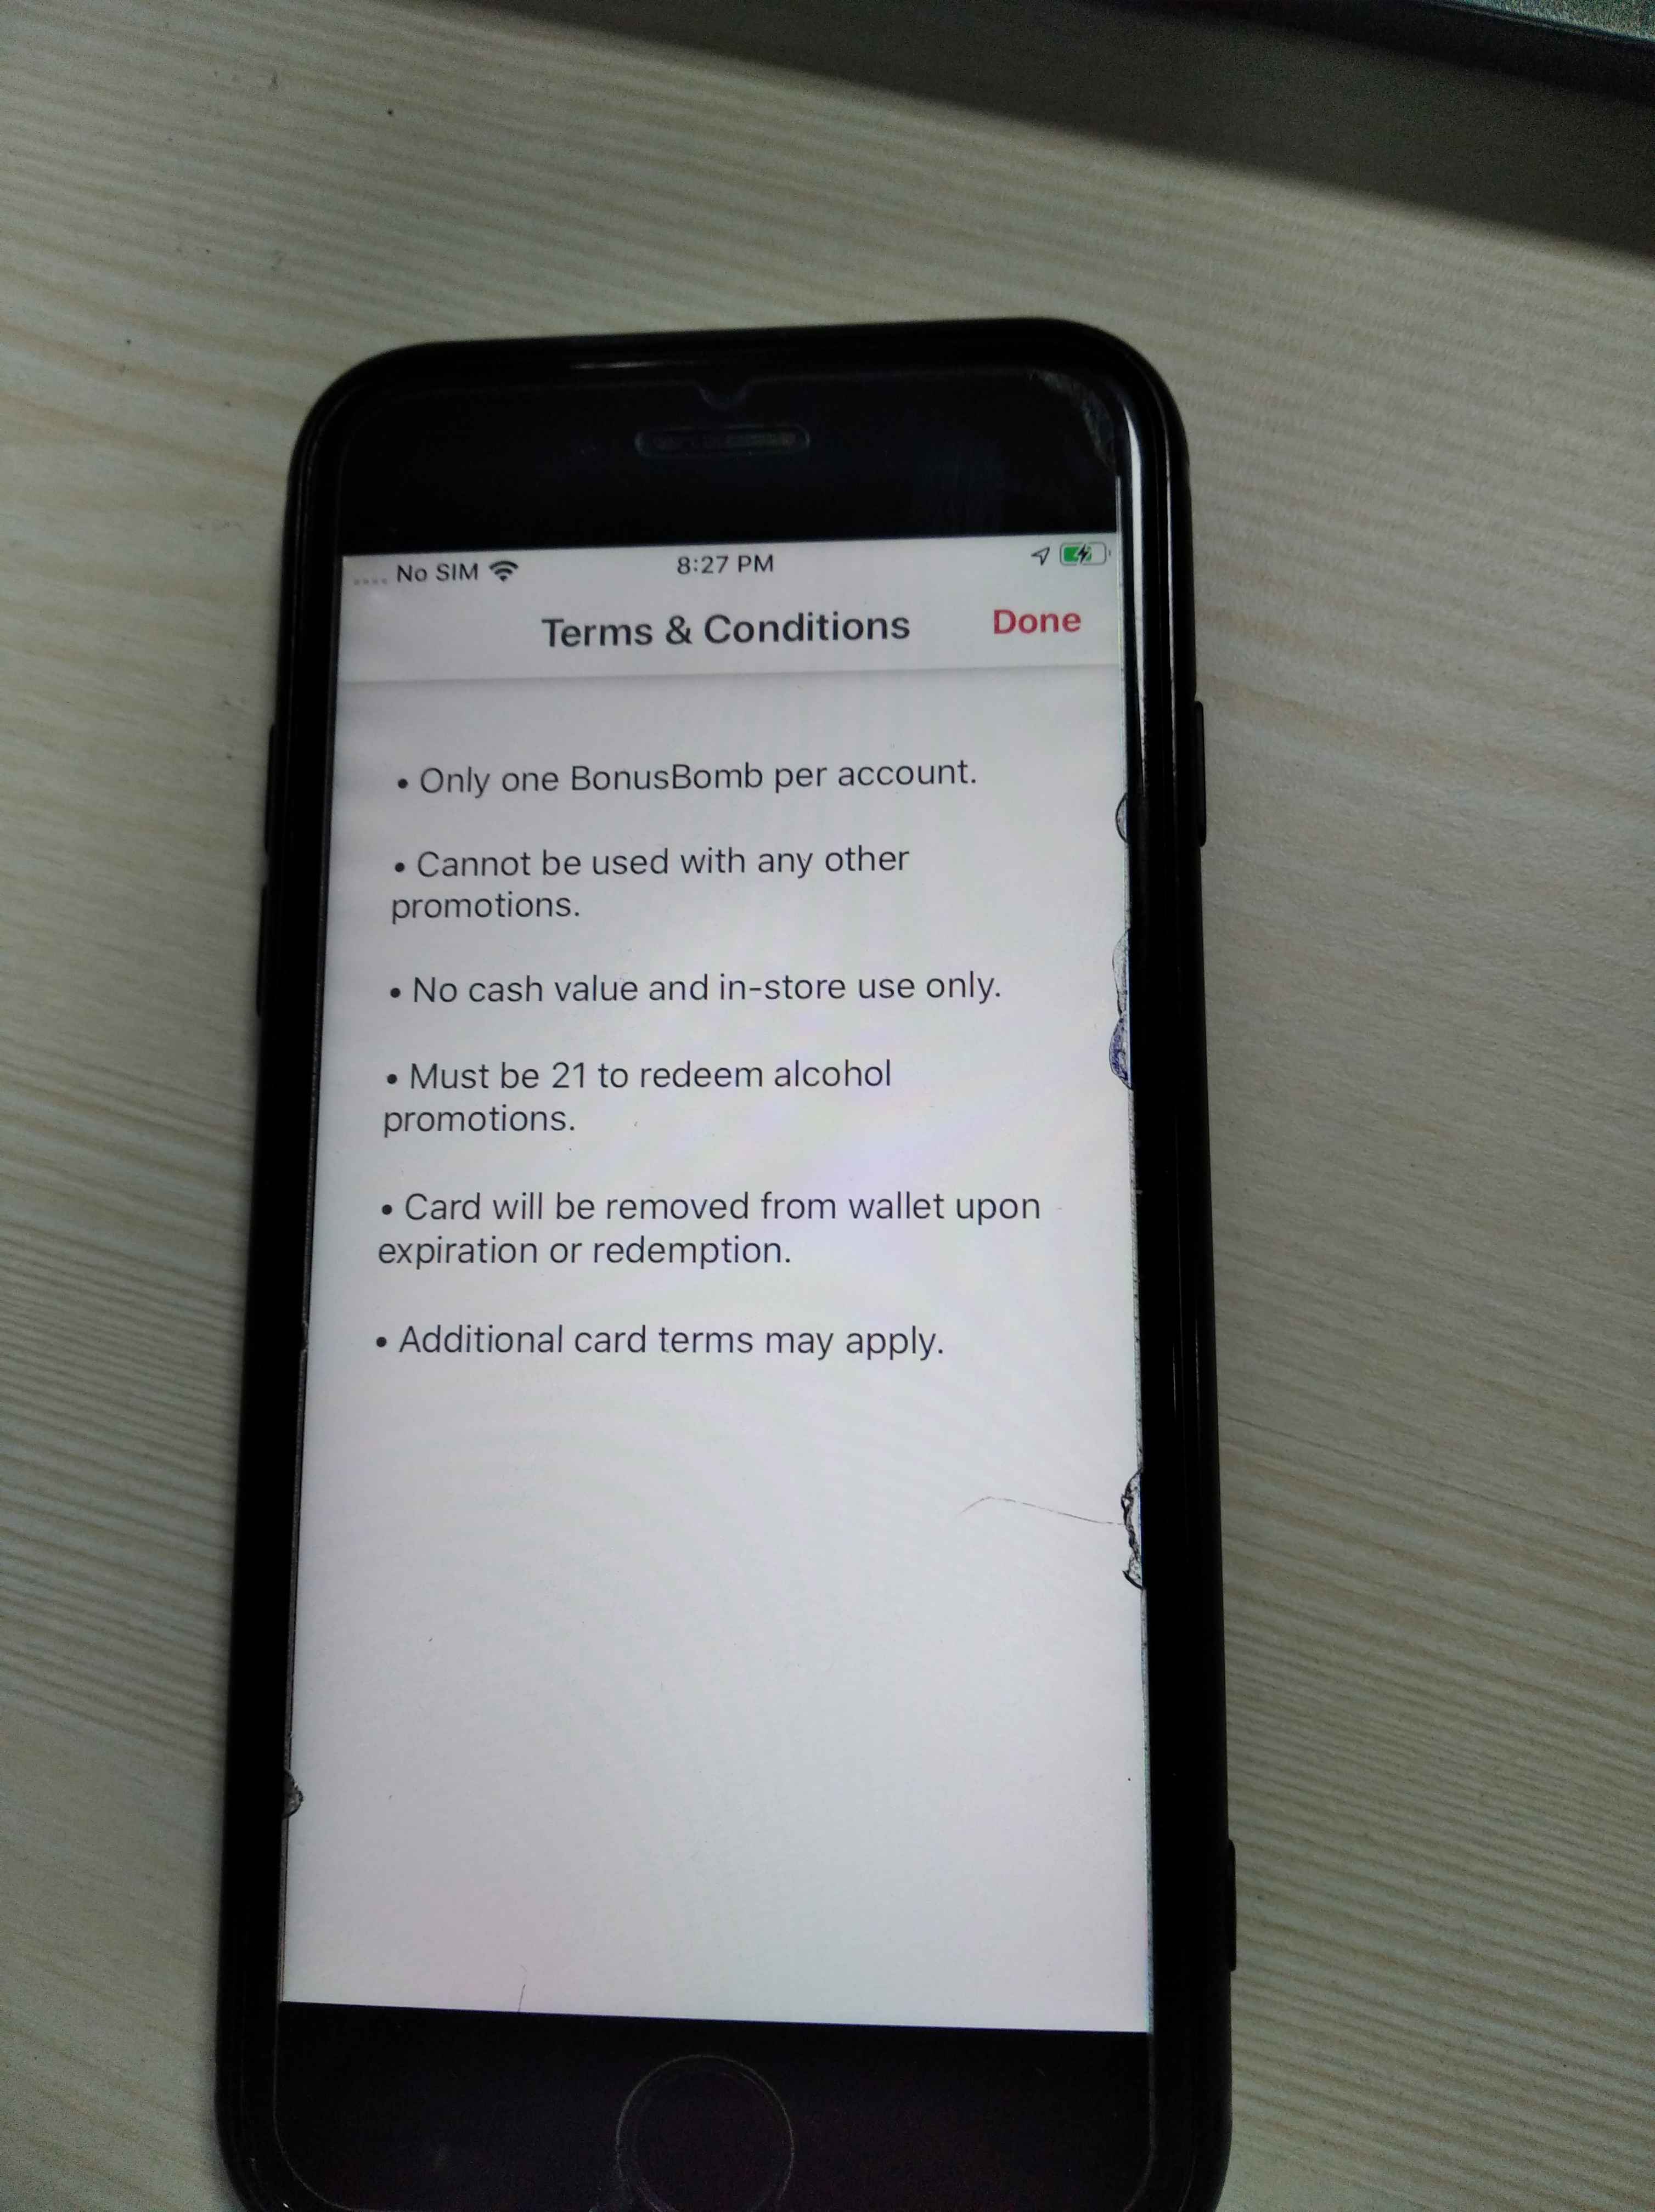 No SIM
8:27 PM
Terms & Conditions
Done
• Only one BonusBomb per account.
• Cannot be used with any other
promotions.
• No cash value and in-store use only.
• Must be 21 to redeem alcohol
promotions.
• Card will be removed from wallet upon
expiration or redemption.
• Additional card terms may apply.